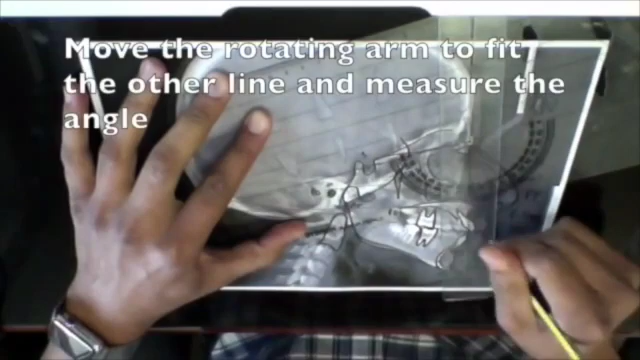 Move the rotating arm to fit
the other line and measure the
angle